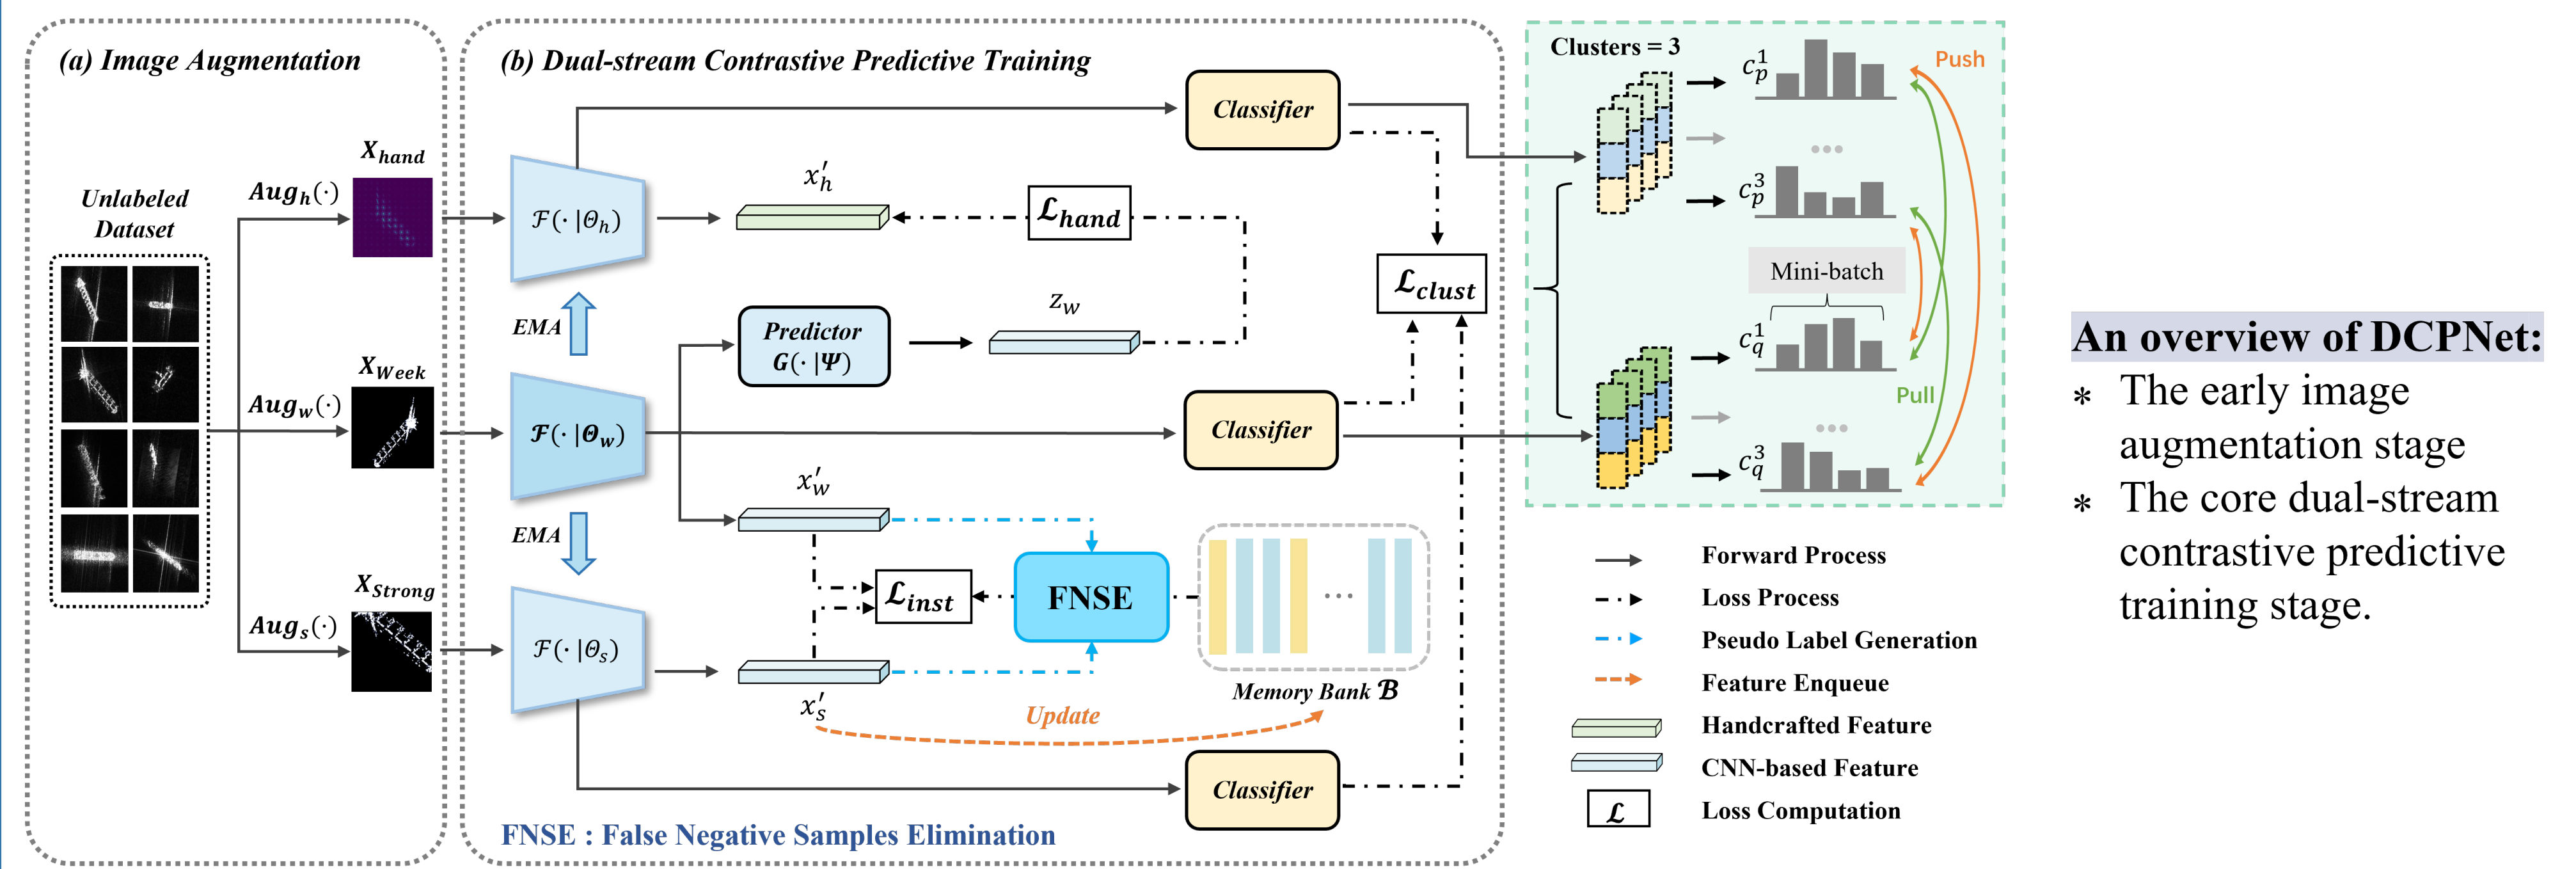 (a) Image Augmentation
Unlabeled
Dataset
Aug_h(·)
X_hand
Aug_w(·)
X_Week
Aug_s(·)
X_Strong
(b) Dual-stream Contrastive Predictive Training
ℱ(· |Θ_h)
x′_h
ℒ_hand
Classifier
EMA
Predictor
G(· |Ψ)
z_w
ℒ_clust
ℱ(· |Θ_w)
Classifier
x′_w
EMA
ℒ_inst
FNSE
...
Memory Bank ℬ
ℱ(· |Θ_s)
x′_s
Update
Classifier
FNSE : False Negative Samples Elimination
Clusters = 3
c_p^1
Push
...
c_p^3
Mini-batch
c_q^1
Pull
...
c_q^3
Forward Process
Loss Process
Pseudo Label Generation
Feature Enqueue
Handcrafted Feature
CNN-based Feature
ℒ Loss Computation
An overview of DCPNet:
* The early image
augmentation stage
* The core dual-stream
contrastive predictive
training stage.